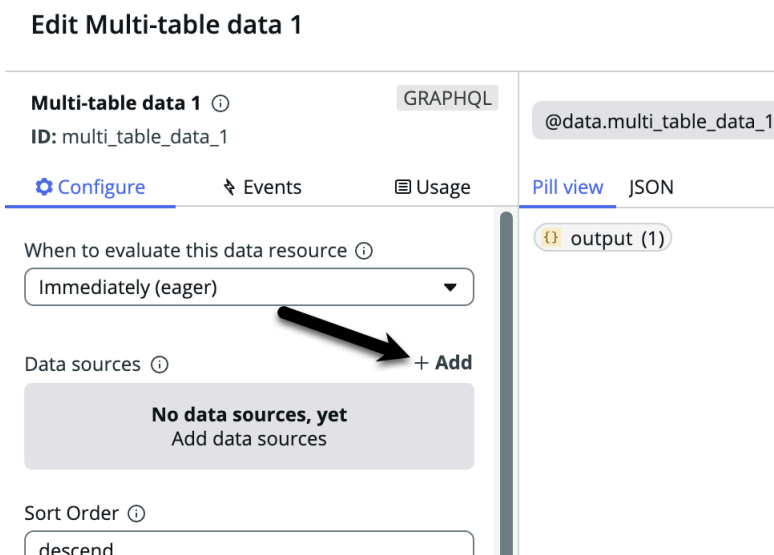 Edit Multi-table data 1
Multi-table data 1
GRAPHQL
ID: multi_table_data_1
Configure
Events
Usage
When to evaluate this data resource
Immediately (eager)
Data sources
+ Add
No data sources, yet
Add data sources
Sort Order
descend
@data.multi_table_data_1
Pill view
JSON
{} output (1)